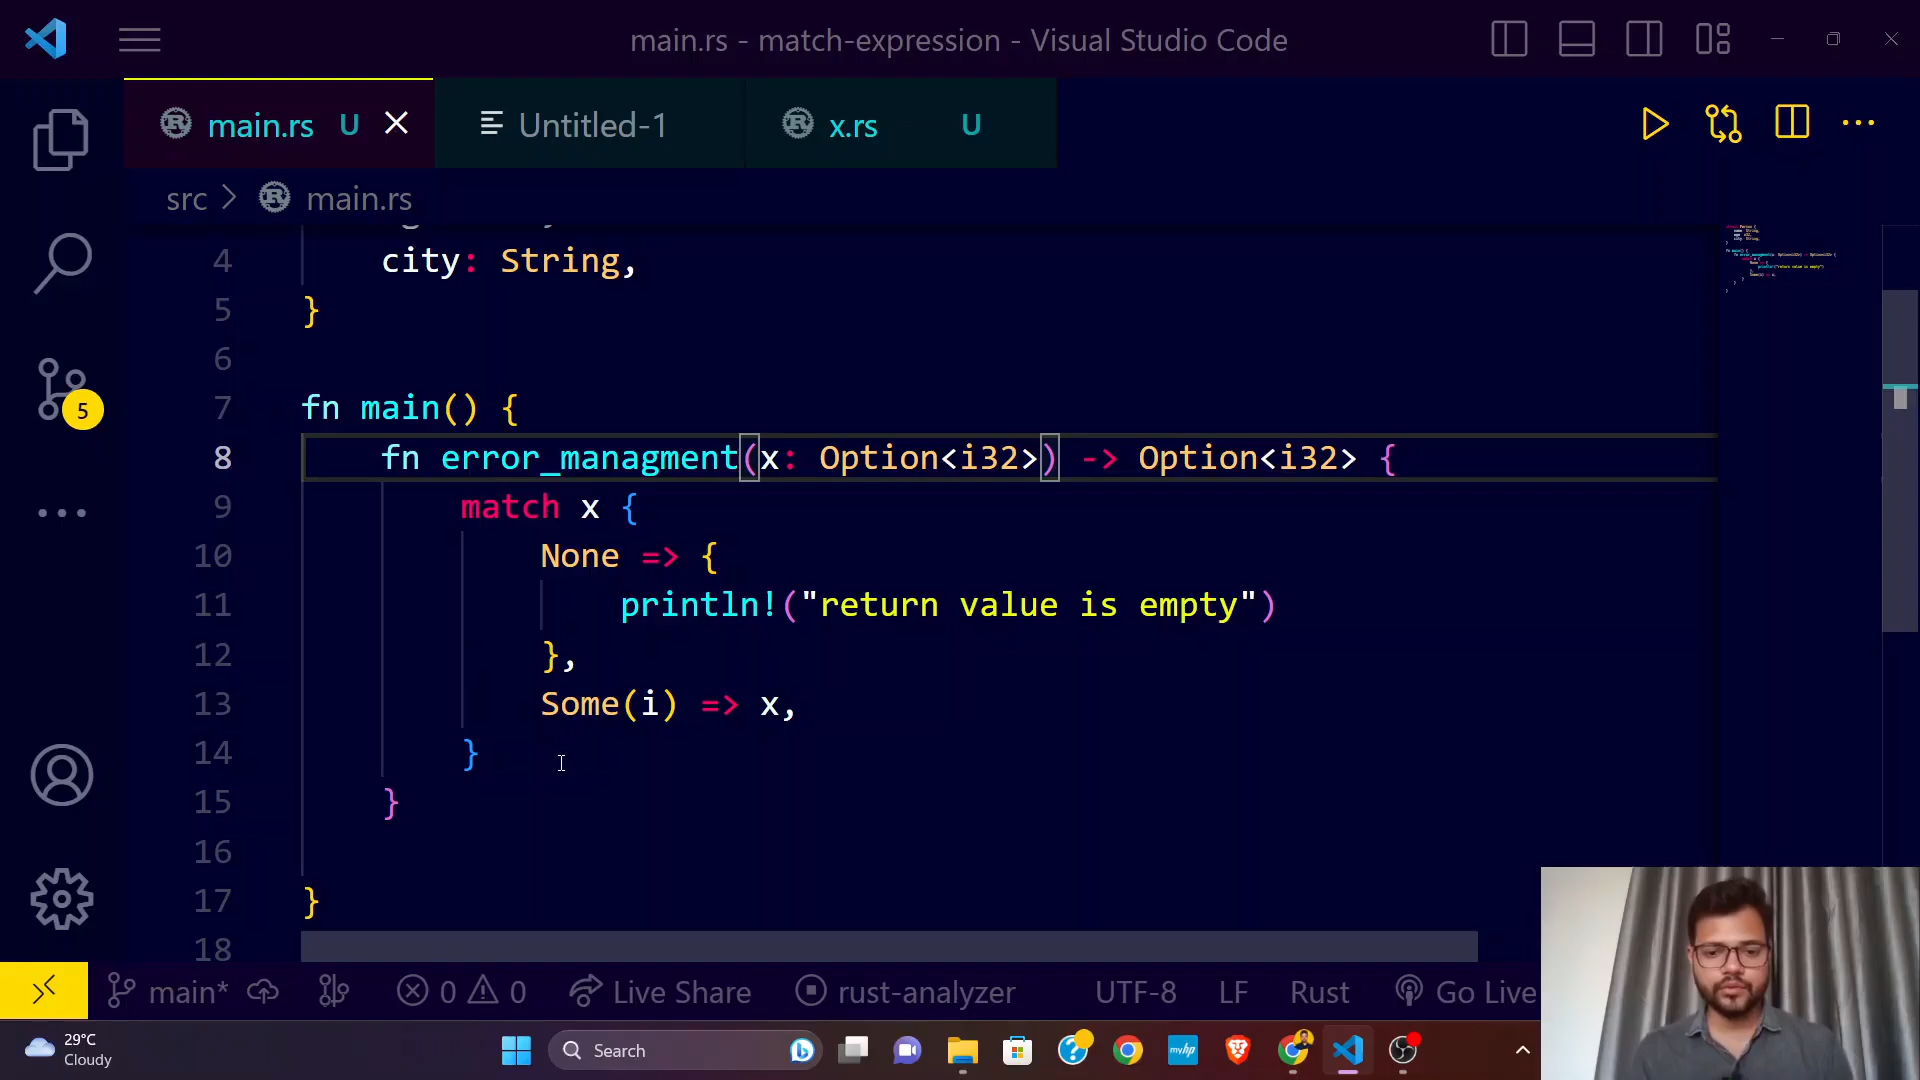 main.rs - match-expression - Visual Studio Code
main.rs U
Untitled-1
x.rs U
src > main.rs
4 city: String,
5 }
6
7 fn main() {
8 fn error_managment(x: Option<i32>) -> Option<i32> {
9 match x {
10 None => {
11 println!("return value is empty")
12 },
13 Some(i) => x,
14 }
15 }
16
17 }
18
5
main* 0 0 Live Share rust-analyzer UTF-8 LF Rust Go Live
29°C
Cloudy
Search
myhp